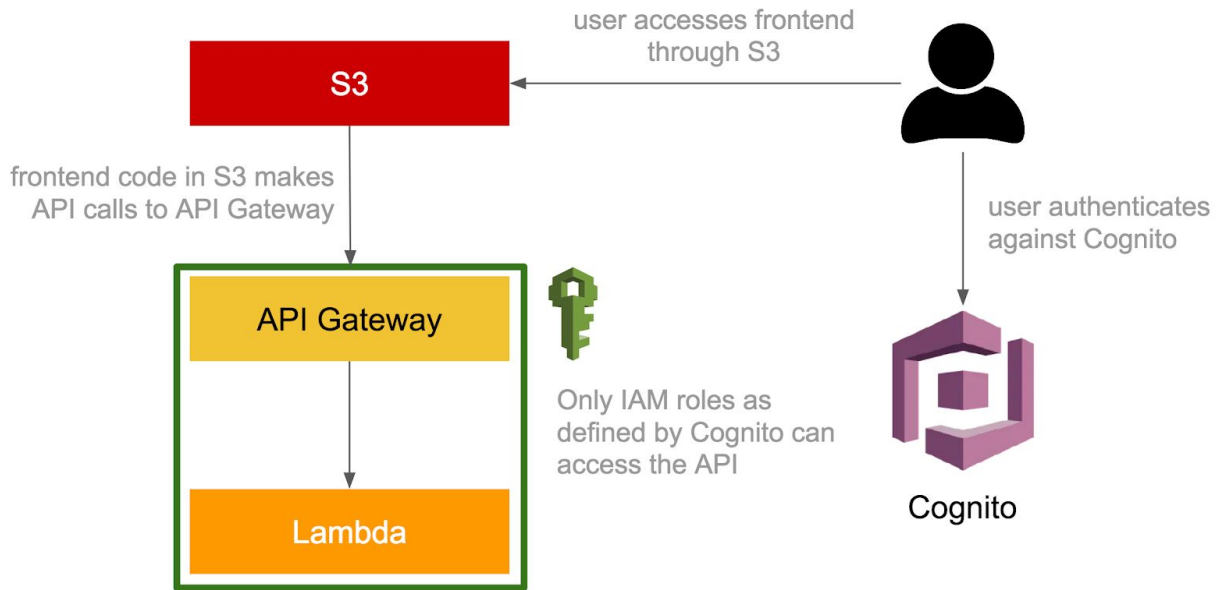 user accesses frontend
through S3
S3
frontend code in S3 makes
API calls to API Gateway
user authenticates
against Cognito
API Gateway
Only IAM roles as
defined by Cognito can
access the API
Lambda
Cognito